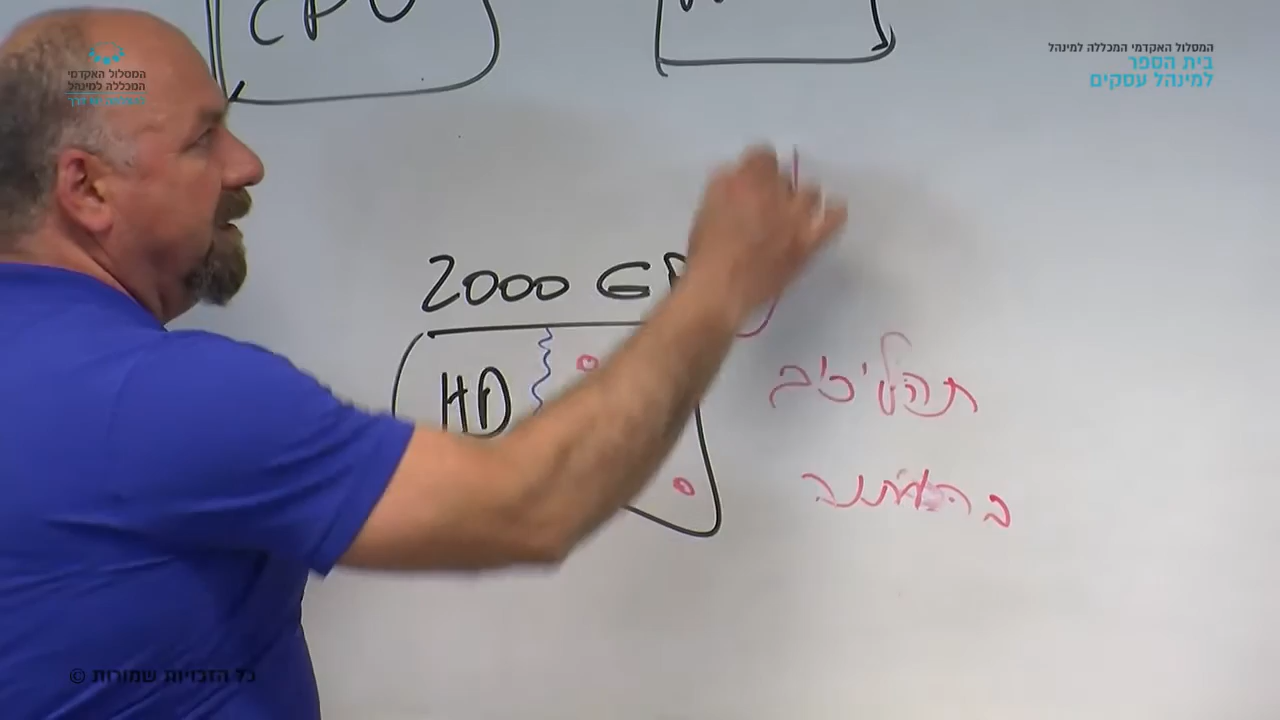 CPU
המסלול האקדמי המכללה למינהל
בית הספר
למינהל עסקים
המסלול האקדמי
המכללה למינהל
2000 G
HD
תהליכים
בהמתנה
© כל הזכויות שמורות